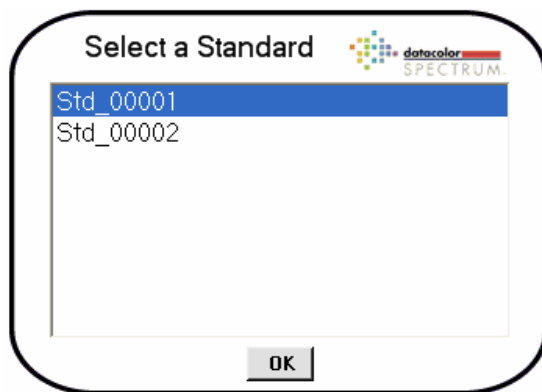 Select a Standard
datacolor
SPECTRUM
Std_00001
Std_00002
OK